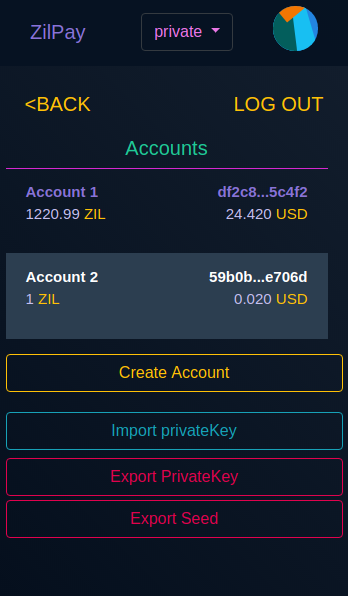 ZilPay private
<BACK LOG OUT
Accounts
Account 1 df2c8...5c4f2
1220.99 ZIL 24.420 USD
Account 2 59b0b...e706d
1 ZIL 0.020 USD
Create Account
Import privateKey
Export PrivateKey
Export Seed